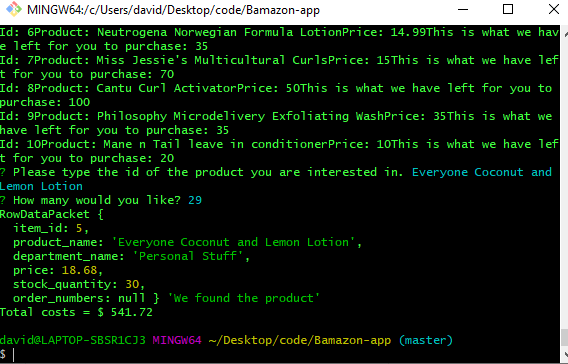 MINGW64:/c/Users/david/Desktop/code/Bamazon-app
Id: 6Product: Neutrogena Norwegian Formula LotionPrice: 14.99This is what we hav
e left for you to purchase: 35
Id: 7Product: Miss Jessie's Multicultural CurlsPrice: 15This is what we have lef
t for you to purchase: 70
Id: 8Product: Cantu Curl ActivatorPrice: 50This is what we have left for you to
purchase: 100
Id: 9Product: Philosophy Microdelivery Exfoliating WashPrice: 35This is what we
have left for you to purchase: 35
Id: 10Product: Mane n Tail leave in conditionerPrice: 10This is what we have lef
t for you to purchase: 20
? Please type the id of the product you are interested in. Everyone Coconut and
Lemon Lotion
? How many would you like? 29
RowDataPacket {
item_id: 5,
product_name: 'Everyone Coconut and Lemon Lotion',
department_name: 'Personal Stuff',
price: 18.68,
stock_quantity: 30,
order_numbers: null } 'We found the product'
Total costs = $ 541.72
david@LAPTOP-SBSR1CJ3 MINGW64 ~/Desktop/code/Bamazon-app (master)
$